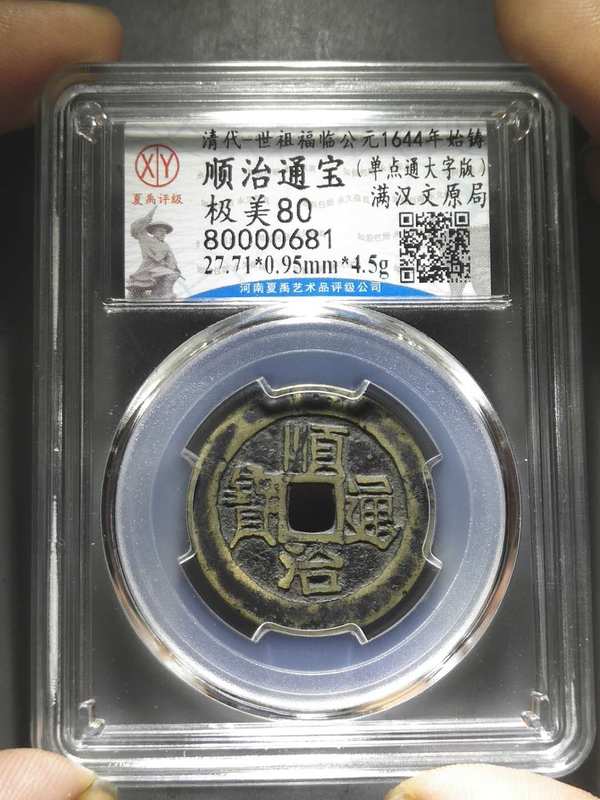 清代-世祖福临公元1644年始铸
XY
夏禹评级
顺治通宝
(单点通大字版)
极美80
满汉文原局
80000681
27.71*0.95mm*4.5g
河南夏禹艺术品评级公司
順
治
通
寶